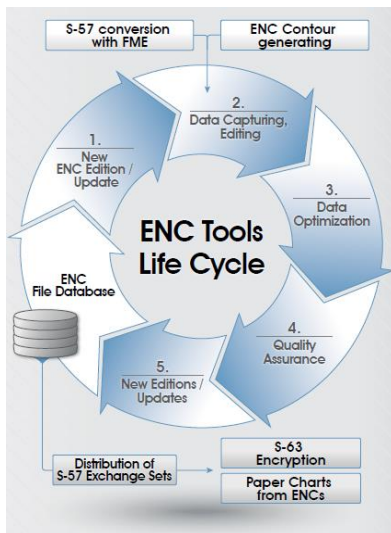 S-57 conversion
with FME
ENC Contour
generating
1.
New
ENC Edition /
Update
2.
Data Capturing,
Editing
3.
Data
Optimization
ENC Tools
Life Cycle
ENC
File Database
4.
Quality
Assurance
5.
New Editions /
Updates
Distribution of
S-57 Exchange Sets
S-63
Encryption
Paper Charts
from ENCs